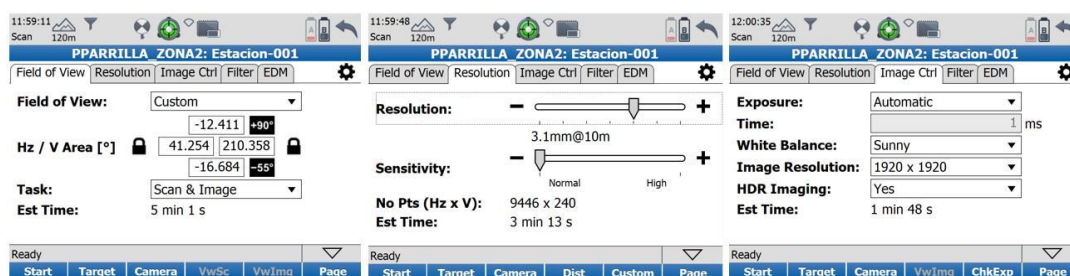 11:59:11
Scan 120m
PPARRILLA_ZONA2: Estacion-001
Field of View Resolution Image Ctrl Filter EDM
Field of View: Custom
-12.411 +90°
Hz / V Area [°] 41.254 210.358
-16.684 -55°
Task: Scan & Image
Est Time: 5 min 1 s
Ready
Start Target Camera VwSc VwImg Page
11:59:48
Scan 120m
PPARRILLA_ZONA2: Estacion-001
Field of View Resolution Image Ctrl Filter EDM
Resolution: - +
3.1mm@10m
Sensitivity: - +
Normal High
No Pts (Hz x V): 9446 x 240
Est Time: 3 min 13 s
Ready
Start Target Camera Dist Custom Page
12:00:35
Scan 120m
PPARRILLA_ZONA2: Estacion-001
Field of View Resolution Image Ctrl Filter EDM
Exposure: Automatic
Time: 1 ms
White Balance: Sunny
Image Resolution: 1920 x 1920
HDR Imaging: Yes
Est Time: 1 min 48 s
Ready
Start Target Camera VwImg ChkExp Page